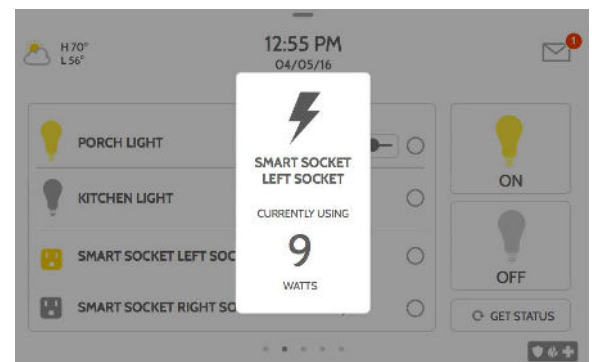 H 70°
L 56°
12:55 PM
04/05/16
1
PORCH LIGHT
KITCHEN LIGHT
SMART SOCKET LEFT SOC
SMART SOCKET RIGHT SO
SMART SOCKET
LEFT SOCKET
CURRENTLY USING
9
WATTS
ON
OFF
GET STATUS